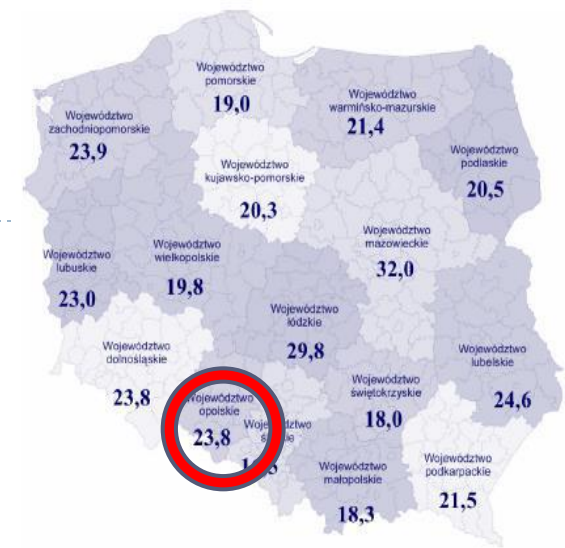 Województwo
pomorskie
19,0
Województwo
warmińsko-mazurskie
21,4
Województwo
zachodniopomorskie
23,9
Województwo
podlaskie
20,5
Województwo
kujawsko-pomorskie
20,3
Województwo
mazowieckie
32,0
Województwo
lubuskie
23,0
Województwo
wielkopolskie
19,8
Województwo
łódzkie
29,8
Województwo
dolnośląskie
23,8
Województwo
lubelskie
24,6
Województwo
opolskie
23,8
Województwo
świętokrzyskie
18,0
Województwo
małopolskie
18,3
Województwo
podkarpackie
21,5